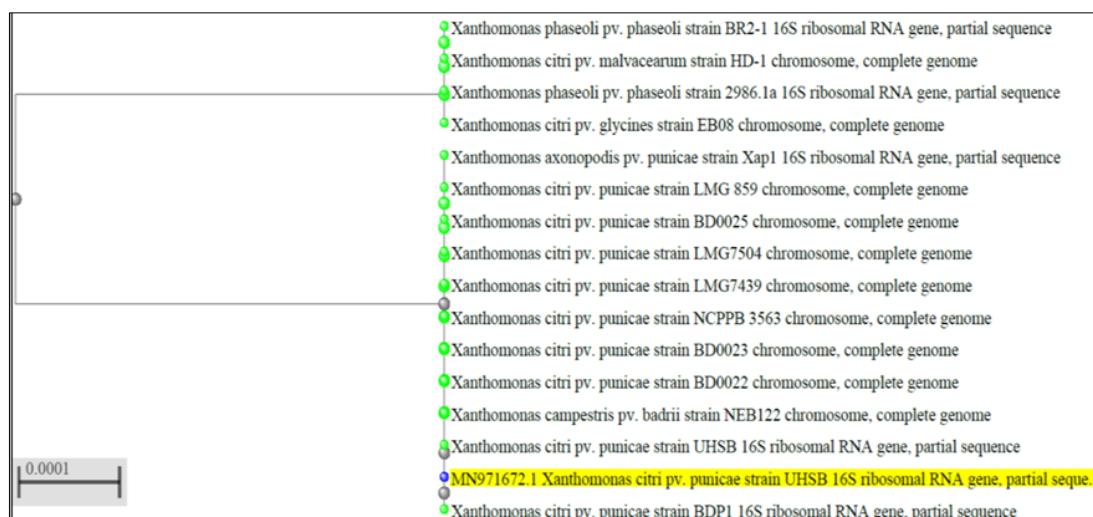 Xanthomonas phaseoli pv. phaseoli strain BR2-1 16S ribosomal RNA gene, partial sequence
Xanthomonas citri pv. malvacearum strain HD-1 chromosome, complete genome
Xanthomonas phaseoli pv. phaseoli strain 2986.1a 16S ribosomal RNA gene, partial sequence
Xanthomonas citri pv. glycines strain EB08 chromosome, complete genome
Xanthomonas axonopodis pv. punicae strain Xap1 16S ribosomal RNA gene, partial sequence
Xanthomonas citri pv. punicae strain LMG 859 chromosome, complete genome
Xanthomonas citri pv. punicae strain BD0025 chromosome, complete genome
Xanthomonas citri pv. punicae strain LMG7504 chromosome, complete genome
Xanthomonas citri pv. punicae strain LMG7439 chromosome, complete genome
Xanthomonas citri pv. punicae strain NCPPB 3563 chromosome, complete genome
Xanthomonas citri pv. punicae strain BD0023 chromosome, complete genome
Xanthomonas citri pv. punicae strain BD0022 chromosome, complete genome
Xanthomonas campestris pv. badrii strain NEB122 chromosome, complete genome
Xanthomonas citri pv. punicae strain UHSB 16S ribosomal RNA gene, partial sequence
MN971672.1 Xanthomonas citri pv. punicae strain UHSB 16S ribosomal RNA gene, partial seque.
Xanthomonas citri pv. punicae strain BDP1 16S ribosomal RNA gene, partial sequence
0.0001